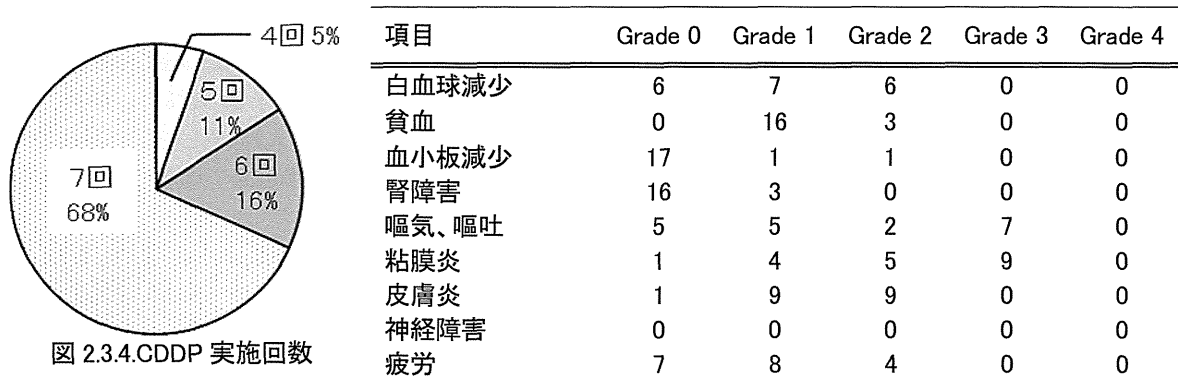 4回 5%
5回
11%
6回
16%
7回
68%
図 2.3.4.CDDP 実施回数
項目 Grade 0 Grade 1 Grade 2 Grade 3 Grade 4
白血球減少 6 7 6 0 0
貧血 0 16 3 0 0
血小板減少 17 1 1 0 0
腎障害 16 3 0 0 0
嘔気、嘔吐 5 5 2 7 0
粘膜炎 1 4 5 9 0
皮膚炎 1 9 9 0 0
神経障害 0 0 0 0 0
疲労 7 8 4 0 0